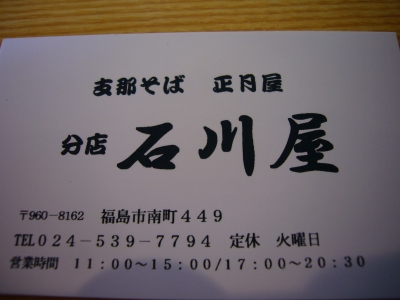 支那そば　正月屋
分店　石川屋
〒960－8162　福島市南町４４９
TEL０２４－５３９－７７９４　定休　火曜日
営業時間　１１：００～１５：００/１７：００～２０：３０